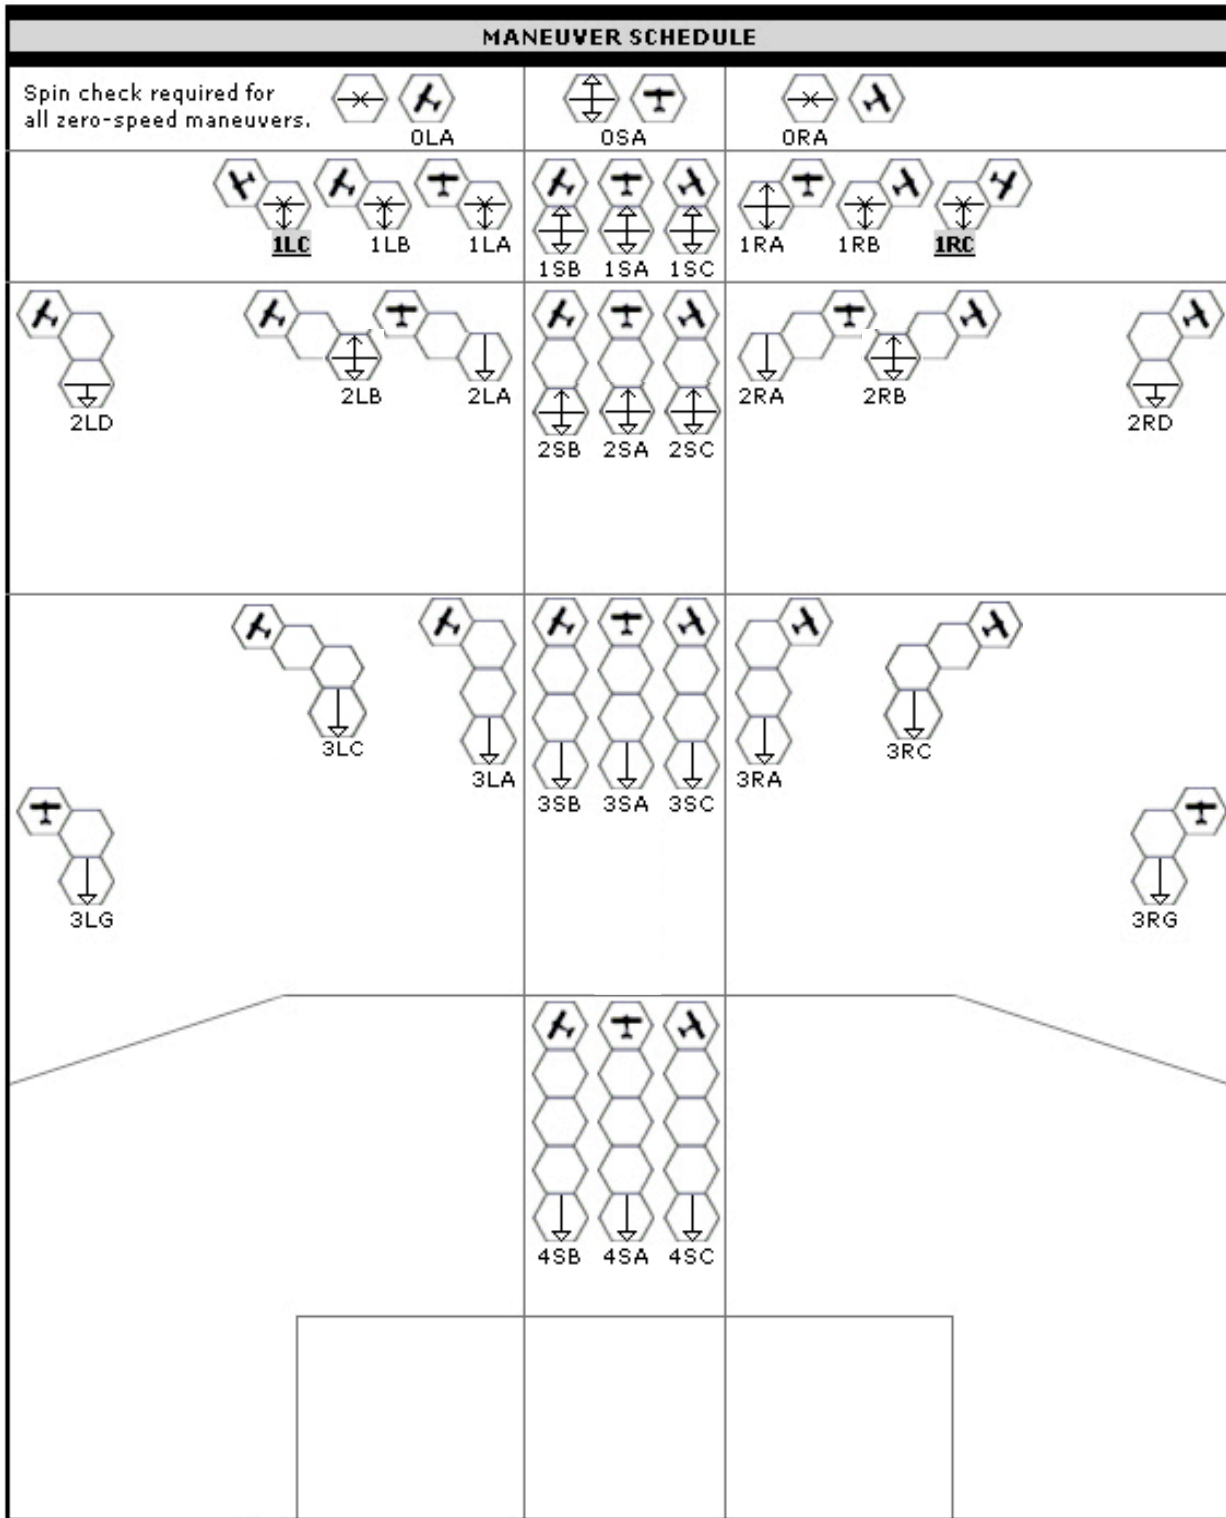 MANEUVER SCHEDULE
Spin check required for
all zero-speed maneuvers.
0LA
0SA
0RA
1LC
1LB
1LA
1SB
1SA
1SC
1RA
1RB
1RC
2LD
2LB
2LA
2SB
2SA
2SC
2RA
2RB
2RD
3LC
3LA
3SB
3SA
3SC
3RA
3RC
3LG
3RG
4SB
4SA
4SC